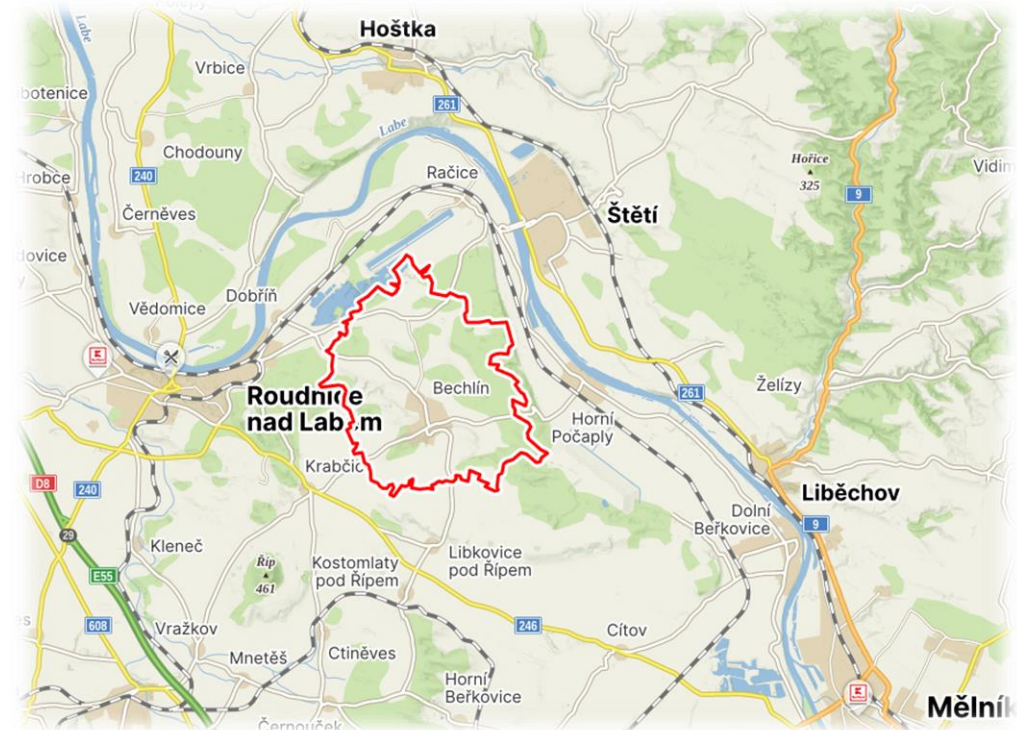 Labe
Hoštka
Vrbice
botenice
261
Labe
Chodouny
240
Hrobce
Račice
Hořice
325
Vidim
9
Černěves
Štětí
dovice
Dobříň
Vědomice
Bechlín
Želízy
261
Roudnice
nad Labem
Horní
Počaply
Krabčic
D8
240
Liběchov
Dolní
Beřkovice
9
29
Kleneč
Říp
461
Kostomlaty
pod Řípem
Libkovice
pod Řípem
E55
608
Vražkov
246
Cítov
Mnetěš
Ctiněves
Horní
Beřkovice
Mělník
Černouček